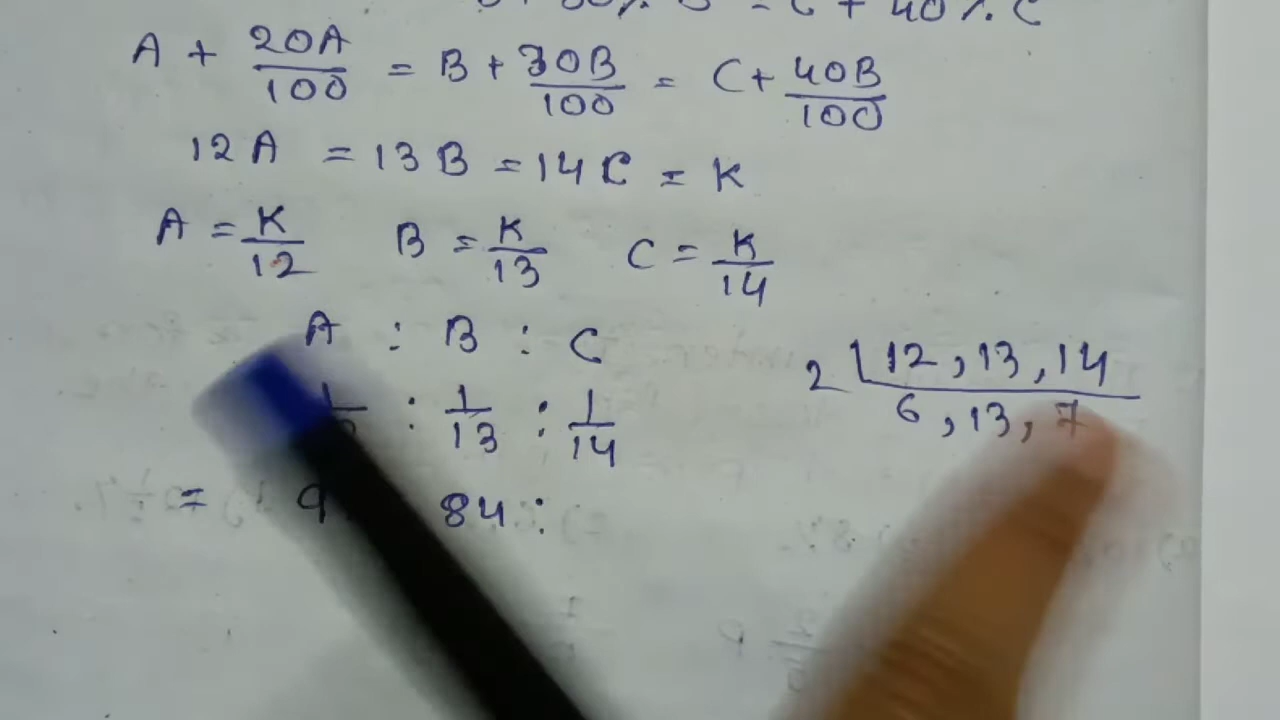 + 40 %. C
A + 20A/100 = B + 30B/100 = C + 40B/100
12A = 13B = 14C = K
A = K/12 B = K/13 C = K/14
A : B : C
: 1/13 : 1/14
2 | 12, 13, 14
6, 13, 7
= 84 :